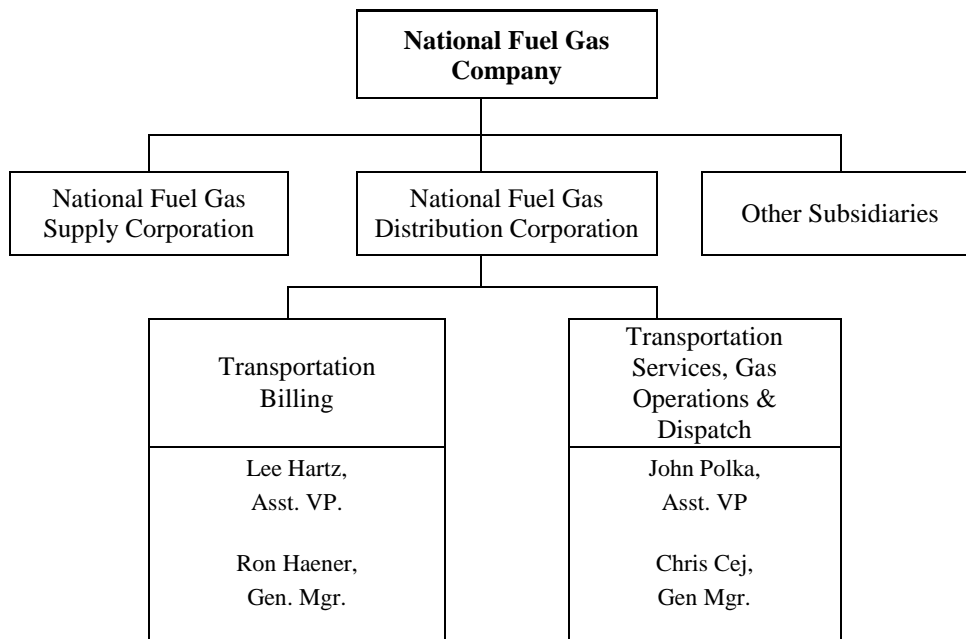 National Fuel Gas
Company
National Fuel Gas
Supply Corporation
National Fuel Gas
Distribution Corporation
Other Subsidiaries
Transportation
Billing
Transportation
Services, Gas
Operations &
Dispatch
Lee Hartz,
Asst. VP.
Ron Haener,
Gen. Mgr.
John Polka,
Asst. VP
Chris Cej,
Gen Mgr.